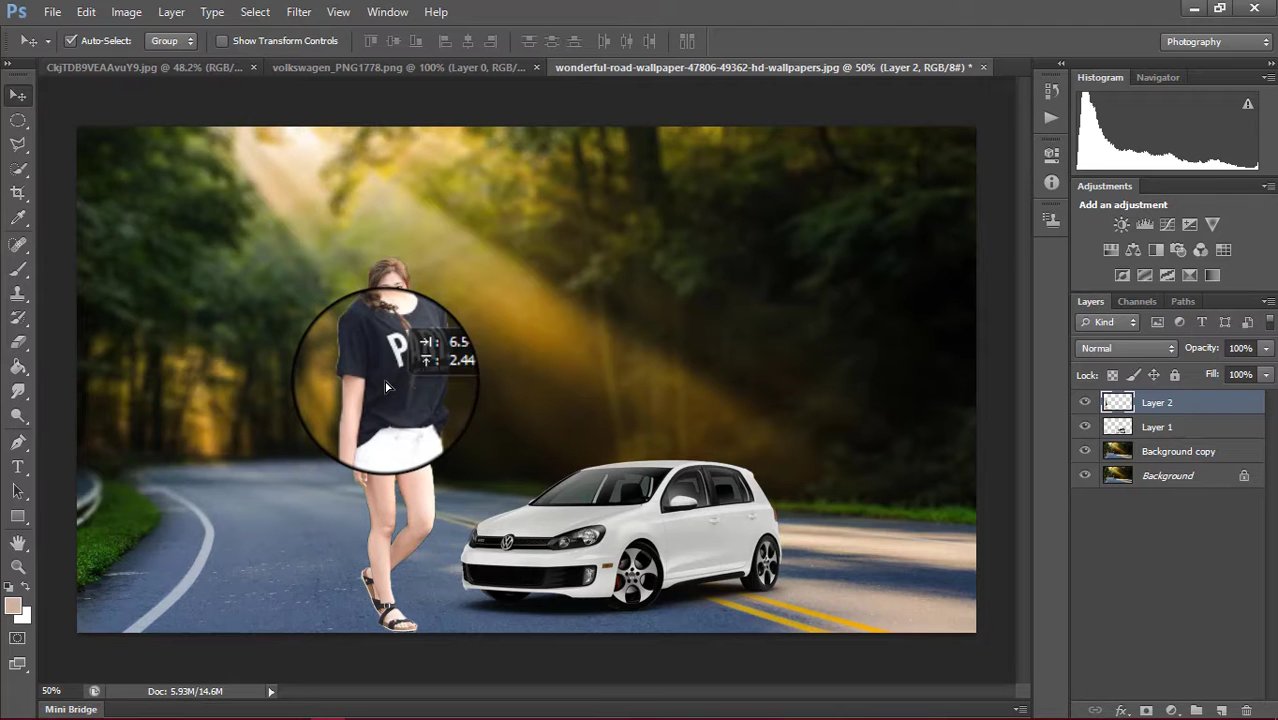 Ps File Edit Image Layer Type Select Filter View Window Help
Auto-Select: Group Show Transform Controls Photography
CkjTDB9VEAAvuY9.jpg @ 48.2% (RGB/... × volkswagen_PNG1778.png @ 100% (Layer 0, RGB/... × wonderful-road-wallpaper-47806-49362-hd-wallpapers.jpg @ 50% (Layer 2, RGB/8#) * ×
Histogram Navigator
Adjustments
Add an adjustment
Layers Channels Paths
Kind
Normal Opacity: 100%
Lock: Fill: 100%
Layer 2
Layer 1
Background copy
Background
: 6.5
: 2.44
50% Doc: 5.93M/14.6M
Mini Bridge